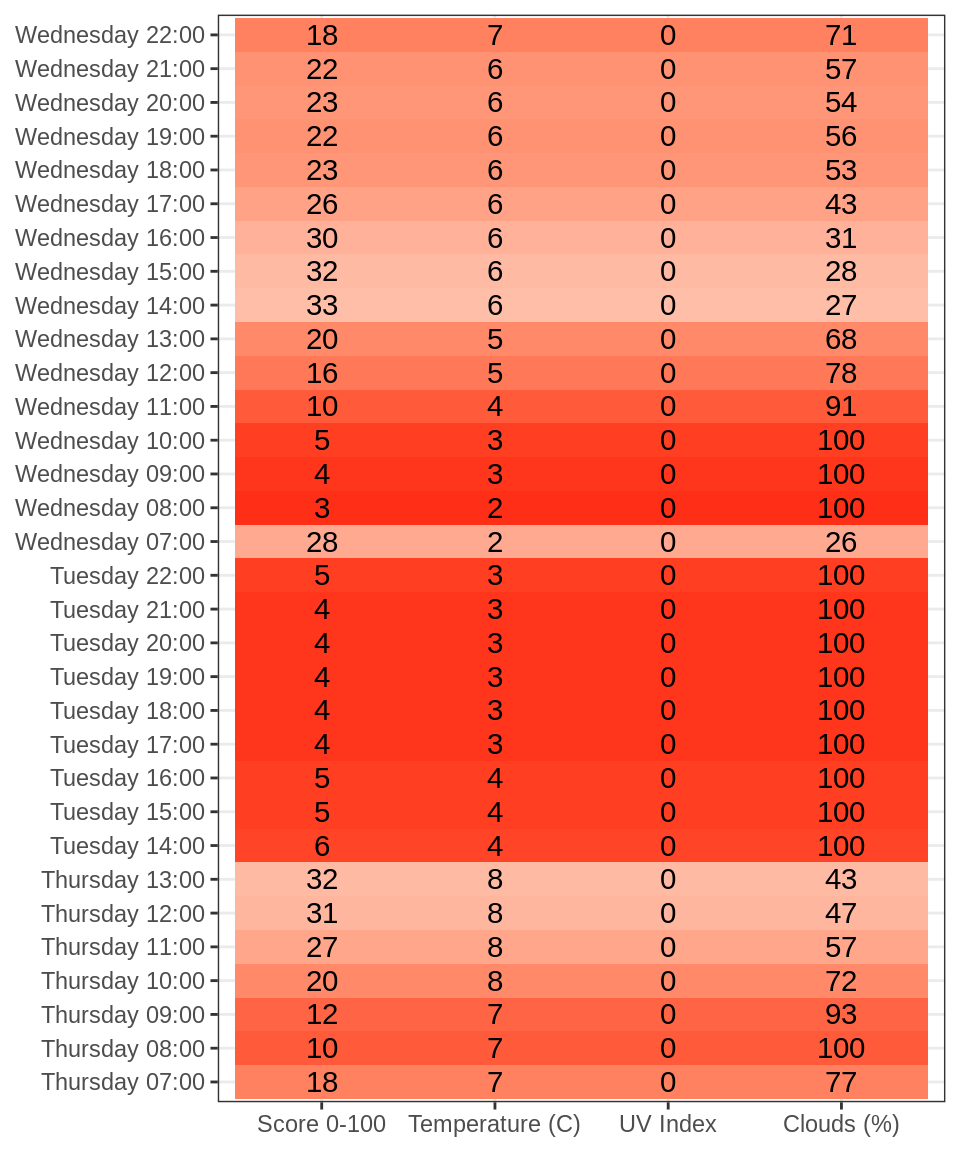 Wednesday 22:00 18 7 0 71
Wednesday 21:00 22 6 0 57
Wednesday 20:00 23 6 0 54
Wednesday 19:00 22 6 0 56
Wednesday 18:00 23 6 0 53
Wednesday 17:00 26 6 0 43
Wednesday 16:00 30 6 0 31
Wednesday 15:00 32 6 0 28
Wednesday 14:00 33 6 0 27
Wednesday 13:00 20 5 0 68
Wednesday 12:00 16 5 0 78
Wednesday 11:00 10 4 0 91
Wednesday 10:00 5 3 0 100
Wednesday 09:00 4 3 0 100
Wednesday 08:00 3 2 0 100
Wednesday 07:00 28 2 0 26
Tuesday 22:00 5 3 0 100
Tuesday 21:00 4 3 0 100
Tuesday 20:00 4 3 0 100
Tuesday 19:00 4 3 0 100
Tuesday 18:00 4 3 0 100
Tuesday 17:00 4 3 0 100
Tuesday 16:00 5 4 0 100
Tuesday 15:00 5 4 0 100
Tuesday 14:00 6 4 0 100
Thursday 13:00 32 8 0 43
Thursday 12:00 31 8 0 47
Thursday 11:00 27 8 0 57
Thursday 10:00 20 8 0 72
Thursday 09:00 12 7 0 93
Thursday 08:00 10 7 0 100
Thursday 07:00 18 7 0 77
Score 0-100 Temperature (C) UV Index Clouds (%)